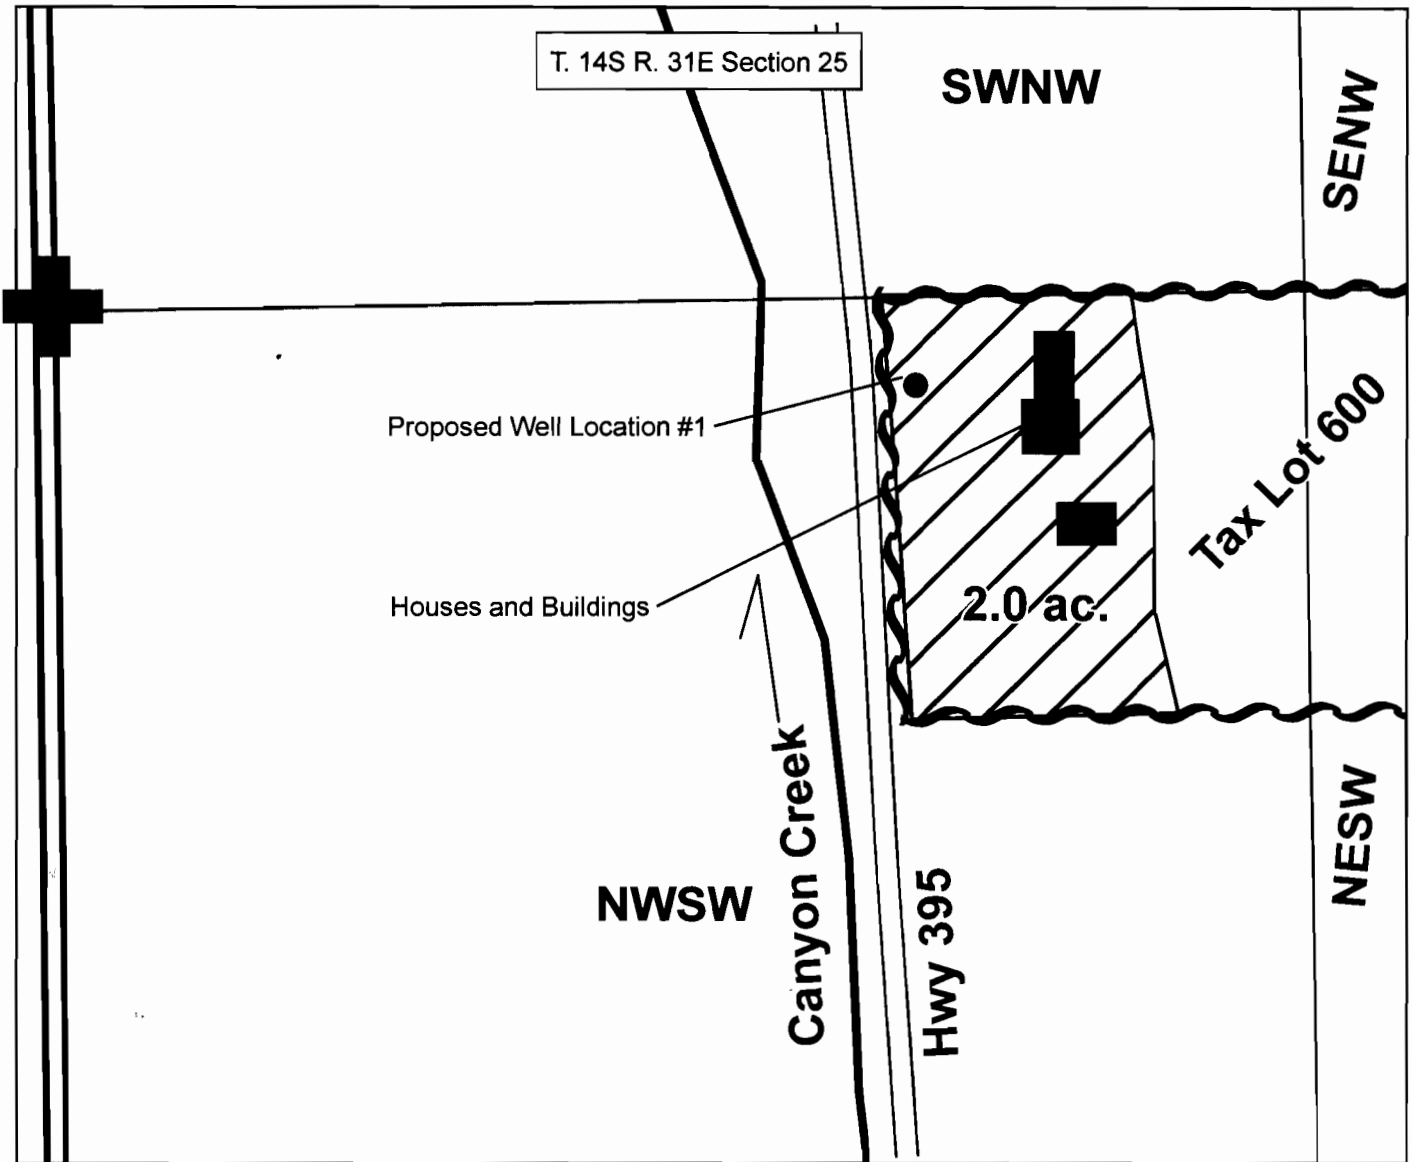 T. 14S R. 31E Section 25
SWNW
SENW
Proposed Well Location #1
Tax Lot 600
Houses and Buildings
2.0 ac.
Canyon Creek
NWSW
Hwy 395
NESW